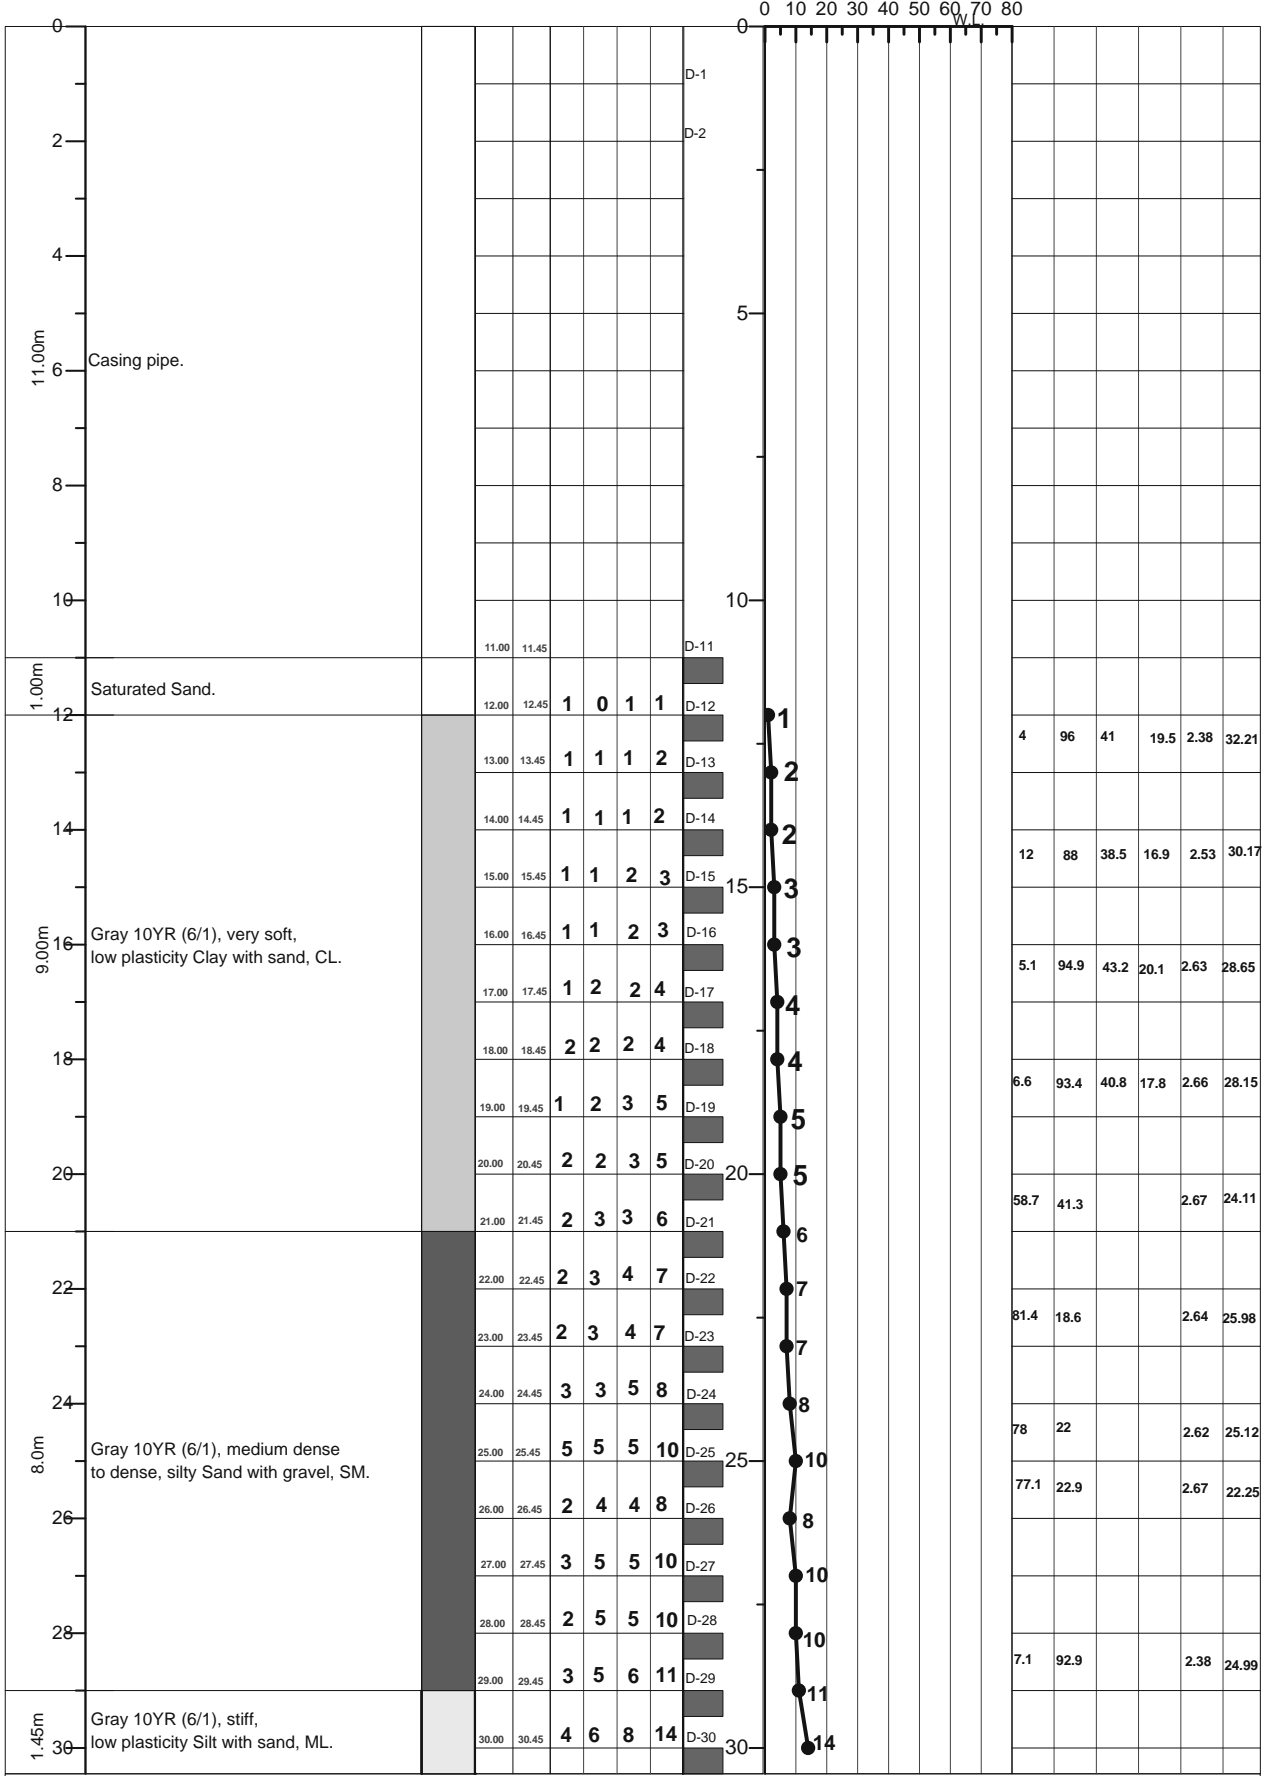 0 10 20 30 40 50 60 70 80
W.L.
0 0
D-1
D-2
2
4
5
11.00m
Casing pipe.
6
8
10 10
11.00 11.45 D-11
1.00m
Saturated Sand.
12.00 12.45 1 0 1 1 D-12
12 1
4 96 41 19.5 2.38 32.21
13.00 13.45 1 1 1 2 D-13
2
14.00 14.45 1 1 1 2 D-14
14 2
12 88 38.5 16.9 2.53 30.17
15.00 15.45 1 1 2 3 D-15
15 3
9.00m
Gray 10YR (6/1), very soft,
low plasticity Clay with sand, CL.
16.00 16.45 1 1 2 3 D-16
16 3
5.1 94.9 43.2 20.1 2.63 28.65
17.00 17.45 1 2 2 4 D-17
4
18.00 18.45 2 2 2 4 D-18
18 4
6.6 93.4 40.8 17.8 2.66 28.15
19.00 19.45 1 2 3 5 D-19
5
20.00 20.45 2 2 3 5 D-20
20 20 5
58.7 41.3 2.67 24.11
21.00 21.45 2 3 3 6 D-21
6
22.00 22.45 2 3 4 7 D-22
22 7
81.4 18.6 2.64 25.98
23.00 23.45 2 3 4 7 D-23
7
24.00 24.45 3 3 5 8 D-24
24 8
78 22 2.62 25.12
8.0m
Gray 10YR (6/1), medium dense
to dense, silty Sand with gravel, SM.
25.00 25.45 5 5 5 10 D-25
25 10
77.1 22.9 2.67 22.25
26.00 26.45 2 4 4 8 D-26
26 8
27.00 27.45 3 5 5 10 D-27
10
28.00 28.45 2 5 5 10 D-28
28 10
7.1 92.9 2.38 24.99
29.00 29.45 3 5 6 11 D-29
11
1.45m
Gray 10YR (6/1), stiff,
low plasticity Silt with sand, ML.
30.00 30.45 4 6 8 14 D-30
30 30 14